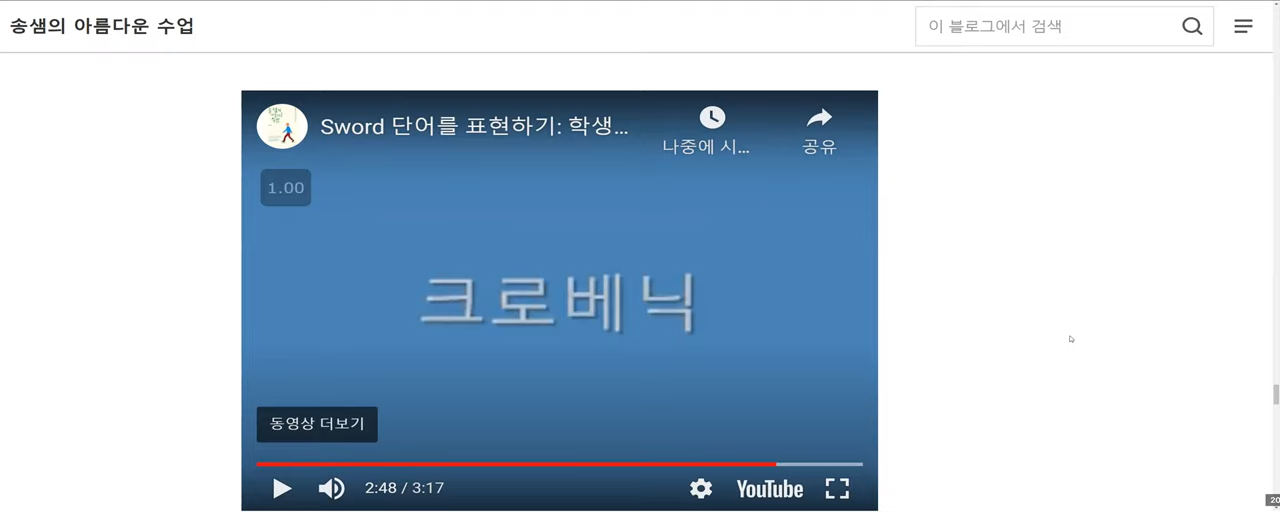 송샘의 아름다운 수업
이 블로그에서 검색
Sword 단어를 표현하기: 학생...
나중에 시...
공유
1.00
크로베닉
동영상 더보기
2:48 / 3:17
YouTube
20